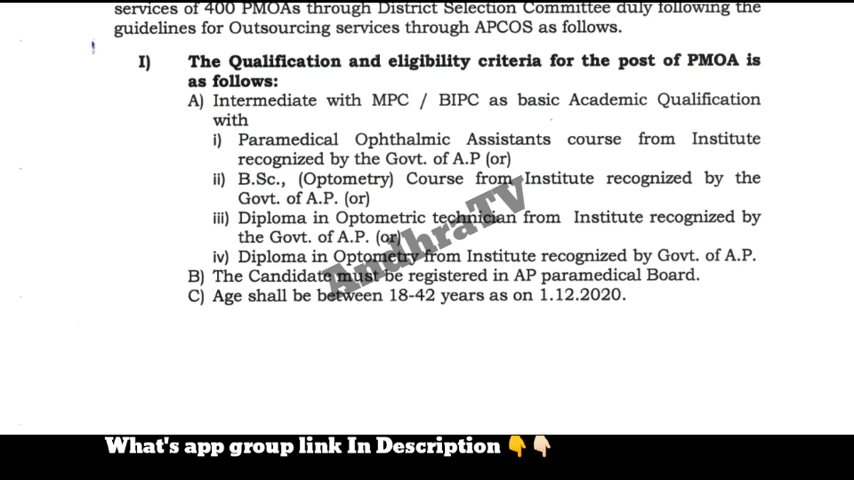 services of 400 PMOAs through District Selection Committee duly following the
guidelines for Outsourcing services through APCOS as follows.
I) The Qualification and eligibility criteria for the post of PMOA is
as follows:
A) Intermediate with MPC / BIPC as basic Academic Qualification
with
i) Paramedical Ophthalmic Assistants course from Institute
recognized by the Govt. of A.P (or)
ii) B.Sc., (Optometry) Course from Institute recognized by the
Govt. of A.P. (or)
iii) Diploma in Optometric technician from Institute recognized by
the Govt. of A.P. (or)
iv) Diploma in Optometry from Institute recognized by Govt. of A.P.
B) The Candidate must be registered in AP paramedical Board.
C) Age shall be between 18-42 years as on 1.12.2020.
AndhraTV
What's app group link In Description 👇👇🏻